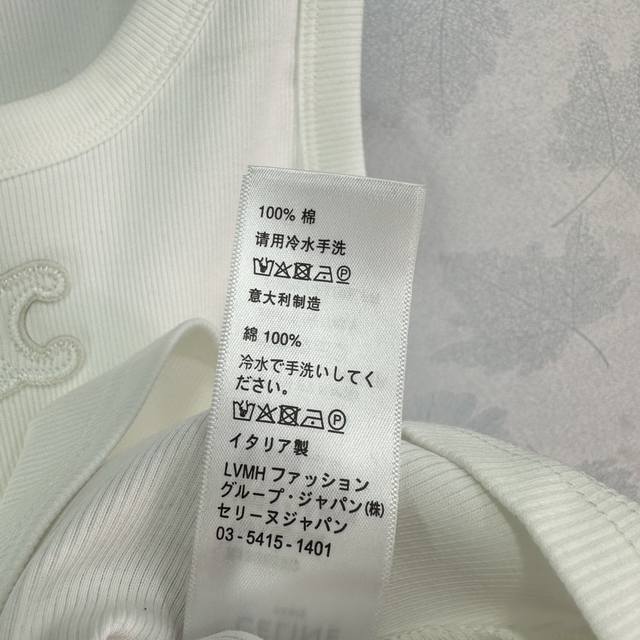 100% 棉
请用冷水手洗
意大利制造
綿 100%
冷水で手洗いしてく
ださい。
イタリア製
LVMH ファッション
グループ・ジャパン(株)
セリーヌジャパン
03-5415-1401